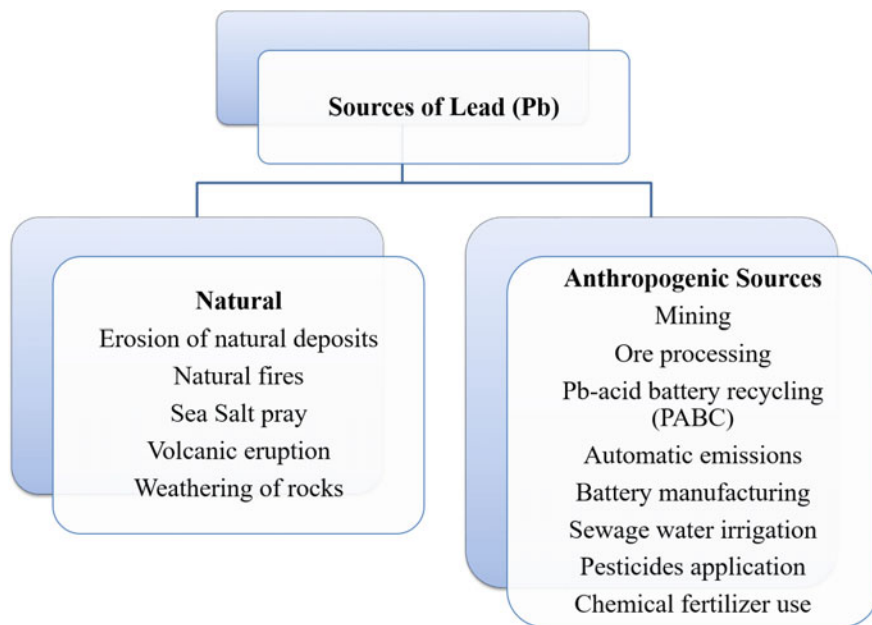 Sources of Lead (Pb)
Natural
Erosion of natural deposits
Natural fires
Sea Salt pray
Volcanic eruption
Weathering of rocks
Anthropogenic Sources
Mining
Ore processing
Pb-acid battery recycling
(PABC)
Automatic emissions
Battery manufacturing
Sewage water irrigation
Pesticides application
Chemical fertilizer use